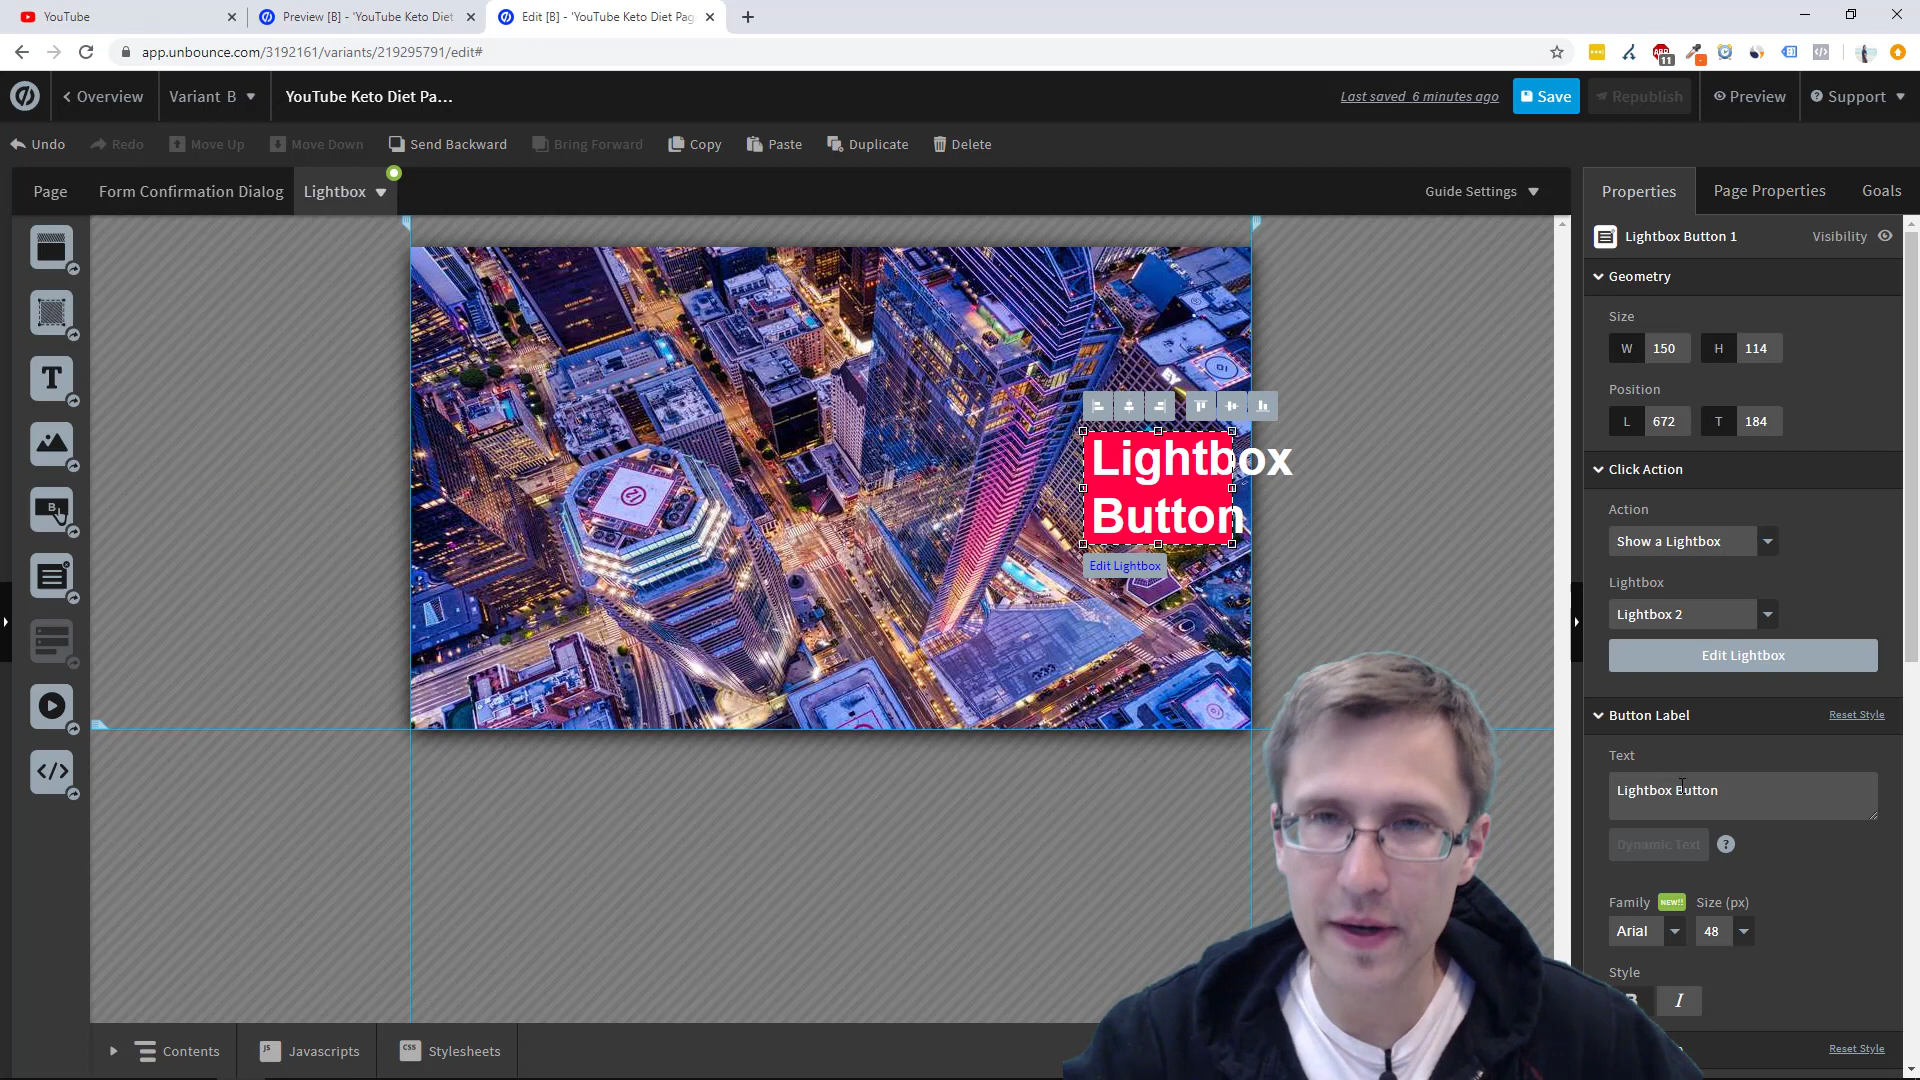 YouTube
Preview [B] - 'YouTube Keto Diet
Edit [B] - 'YouTube Keto Diet Pag
app.unbounce.com/3192161/variants/219295791/edit#
11
Overview
Variant B
YouTube Keto Diet Pa...
Last saved 6 minutes ago
Save
Republish
Preview
Support
Undo
Redo
Move Up
Move Down
Send Backward
Bring Forward
Copy
Paste
Duplicate
Delete
Page
Form Confirmation Dialog
Lightbox
Guide Settings
Properties
Page Properties
Goals
Lightbox Button 1
Visibility
Geometry
Size
W 150 H 114
Position
L 672 T 184
Click Action
Action
Show a Lightbox
Lightbox
Lightbox 2
Edit Lightbox
Button Label
Reset Style
Text
Lightbox Button
Dynamic Text
?
Family NEW!! Size (px)
Arial 48
Style
B I
Reset Style
T
B
</>
EY
Lightbox
Button
Edit Lightbox
Contents
JS Javascripts
CSS Stylesheets